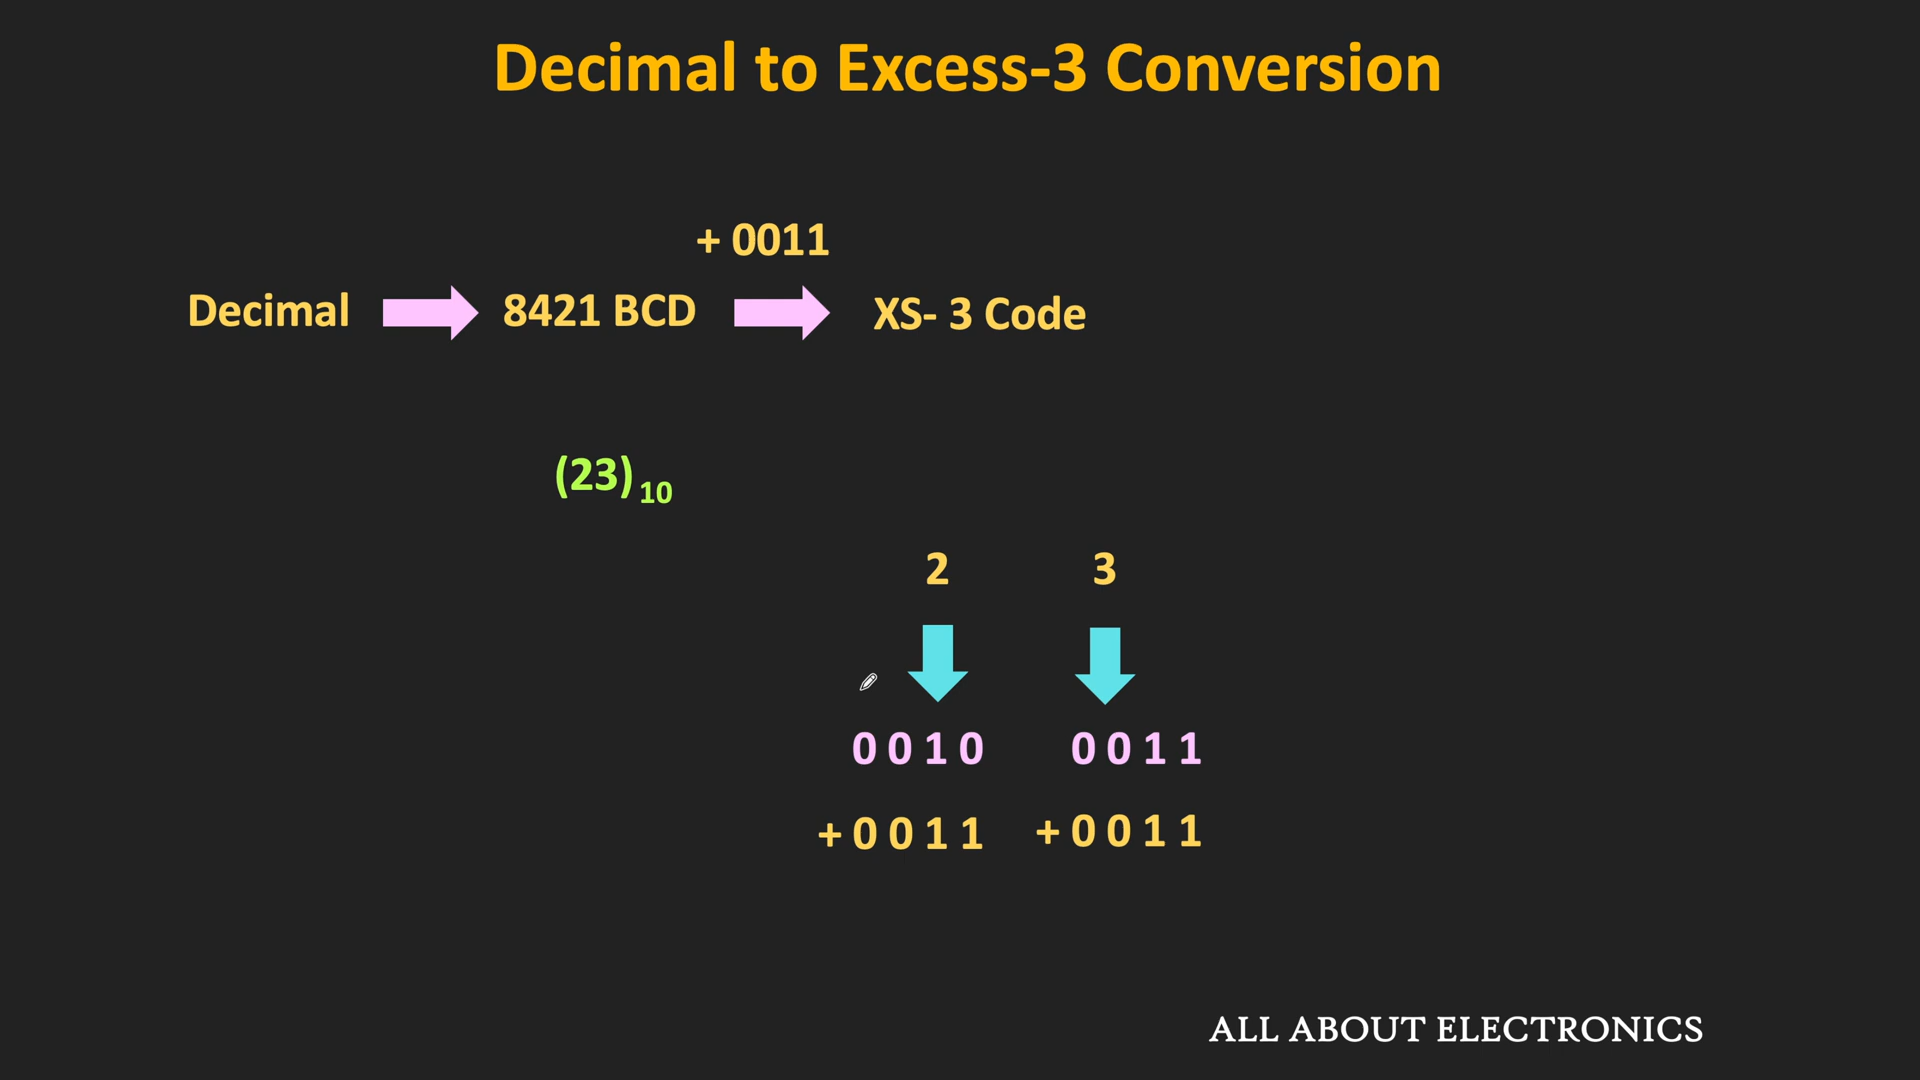 Decimal to Excess-3 Conversion
+ 0011
Decimal 8421 BCD XS- 3 Code
(23)10
2 3
0 0 1 0 0 0 1 1
+ 0 0 1 1 + 0 0 1 1
ALL ABOUT ELECTRONICS